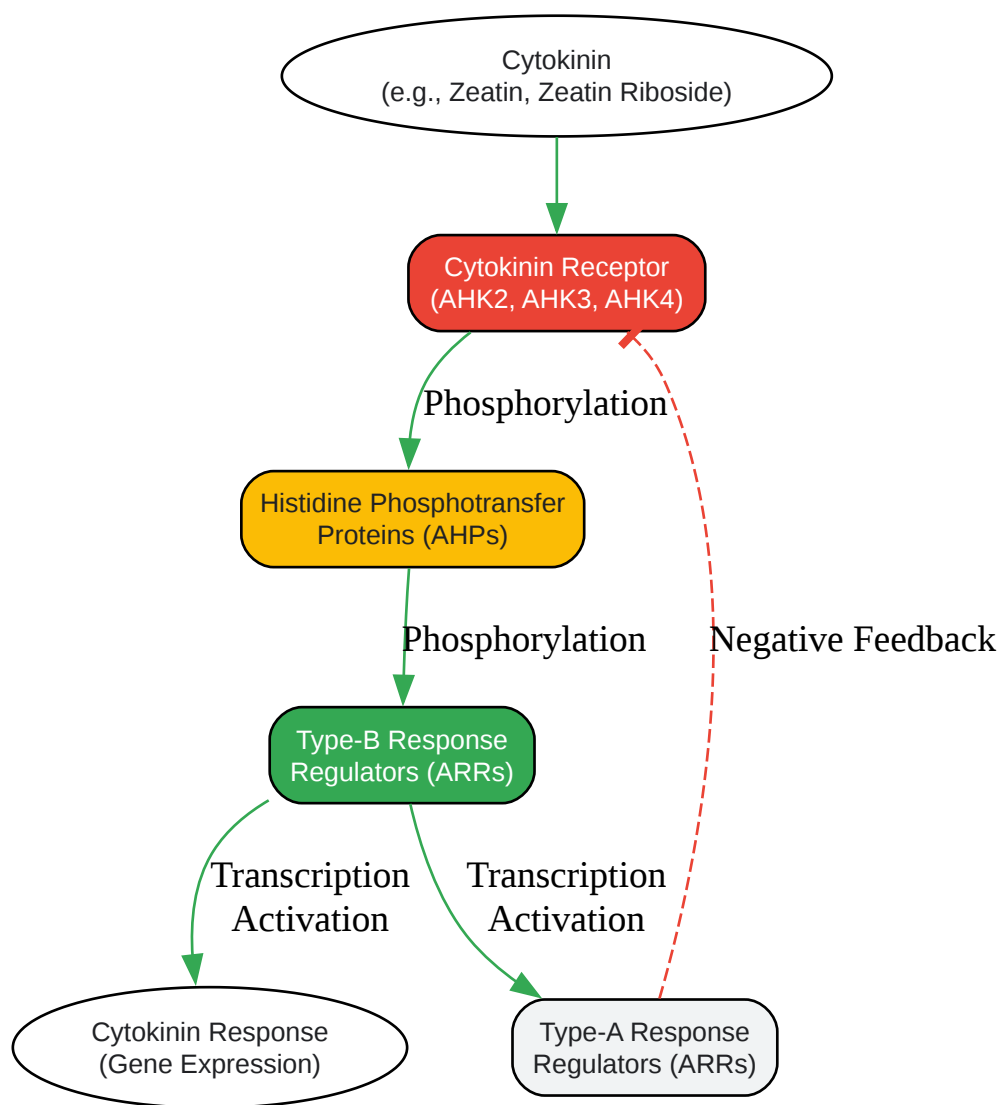 Cytokinin
(e.g., Zeatin, Zeatin Riboside)
Cytokinin Receptor
(AHK2, AHK3, AHK4)
Phosphorylation
Histidine Phosphotransfer
Proteins (AHPs)
Phosphorylation
Negative Feedback
Type-B Response
Regulators (ARRs)
Transcription
Activation
Transcription
Activation
Cytokinin Response
(Gene Expression)
Type-A Response
Regulators (ARRs)